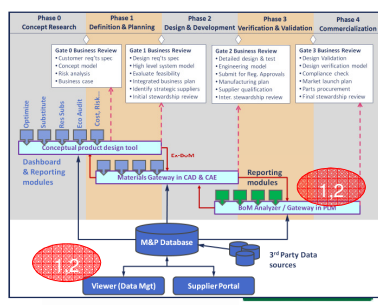 Phase 0
Concept Research
Phase 1
Definition & Planning
Phase 2
Design & Development
Phase 3
Verification & Validation
Phase 4
Commercialization
Gate 0 Business Review
• Customer req'ts spec
• Concept model
• Risk analysis
• Business case
Gate 1 Business Review
• Design req'ts spec
• High level system model
• Evaluate feasibility
• Integrated business plan
• Identify strategic suppliers
• Initial stewardship review
Gate 2 Business Review
• Detailed design & test
• Engineering model
• Submit for Reg. Approvals
• Manufacturing plan
• Supplier qualification
• Inter. stewardship review
Gate 3 Business Review
• Design Validation
• Design verification model
• Compliance check
• Market launch plan
• Parts procurement
• Final stewardship review
Optimize
Substitute
Res Subs
Eco Audit
Cost, Risk..
Conceptual product design tool
Dashboard
& Reporting
modules
Materials Gateway in CAD & CAE
Reporting
modules
1,2
BoM Analyzer / Gateway in PLM
M&P Database
3rd Party Data
sources
1,2
Viewer (Data Mgt)
Supplier Portal